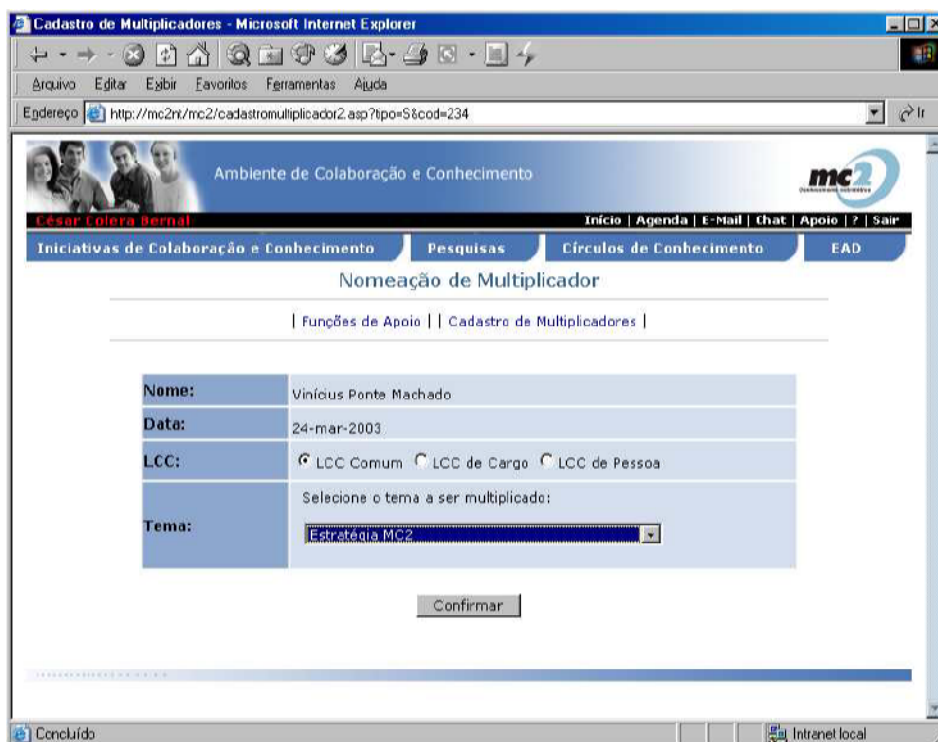 Cadastro de Multiplicadores - Microsoft Internet Explorer
Arquivo Editar Exibir Favoritos Ferramentas Ajuda
Endereço http://mc2nt/mc2/cadastromultiplicador2.asp?tipo=S&cod=234 Ir
Ambiente de Colaboração e Conhecimento
mc2
César Colera Bernal Início | Agenda | E-Mail | Chat | Apoio | ? | Sair
Iniciativas de Colaboração e Conhecimento Pesquisas Círculos de Conhecimento EAD
Nomeação de Multiplicador
| Funções de Apoio | | Cadastro de Multiplicadores |
Nome: Vinícius Ponte Machado
Data: 24-mar-2003
LCC: LCC Comum LCC de Cargo LCC de Pessoa
Selecione o tema a ser multiplicado:
Tema: Estratégia MC2
Confirmar
Concluído Intranet local